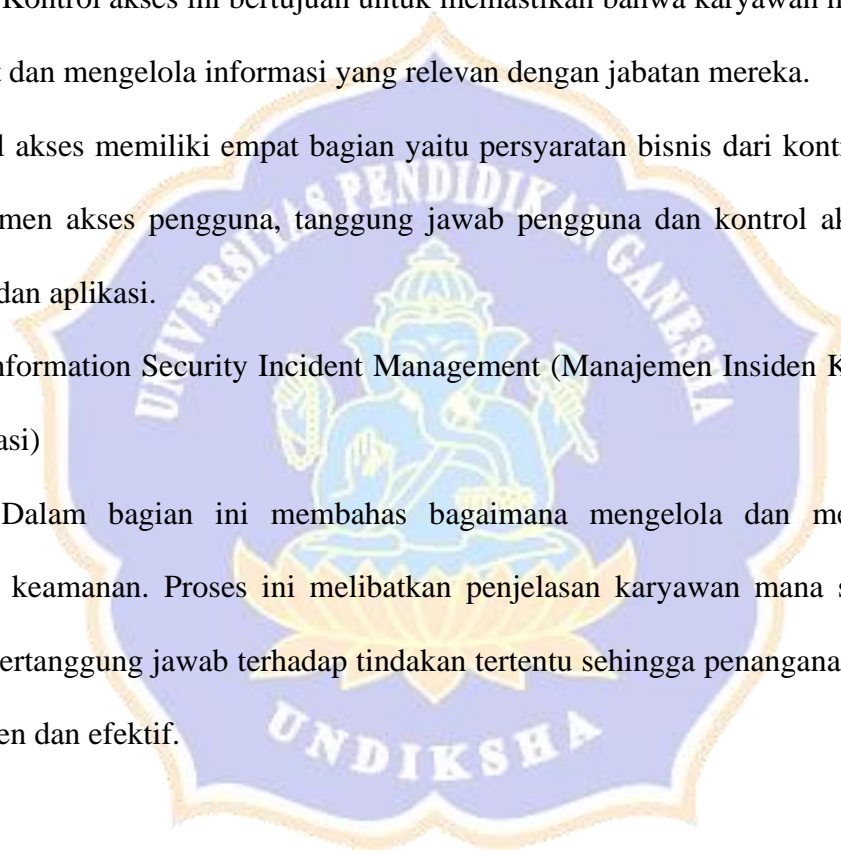 Kontrol akses ini bertujuan untuk memastikan bahwa karyawan
dan mengelola informasi yang relevan dengan jabatan mereka.
akses memiliki empat bagian yaitu persyaratan bisnis dari
men akses pengguna, tanggung jawab pengguna dan kontrol
dan aplikasi.
nformation Security Incident Management (Manajemen Insiden K
asi)
Dalam bagian ini membahas bagaimana mengelola dan me
keamanan. Proses ini melibatkan penjelasan karyawan mana s
ertanggung jawab terhadap tindakan tertentu sehingga penangana
en dan efektif.
UNIVERSITAS PENDIDIKAN GANESHA
UNDIKSHA